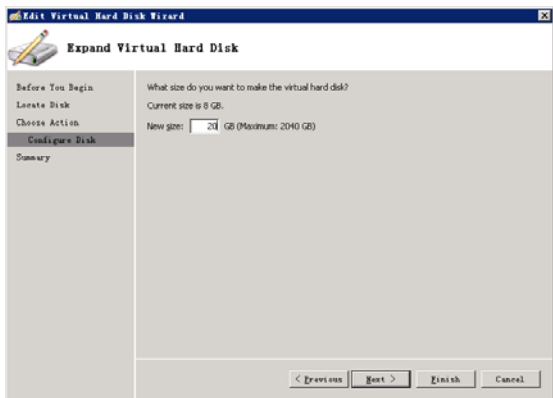 Edit Virtual Hard Disk Wizard
Expand Virtual Hard Disk
Before You Begin
Locate Disk
Choose Action
Configure Disk
Summary
What size do you want to make the virtual hard disk?
Current size is 8 GB.
New size: 20 GB (Maximum: 2040 GB)
< Previous Next > Finish Cancel